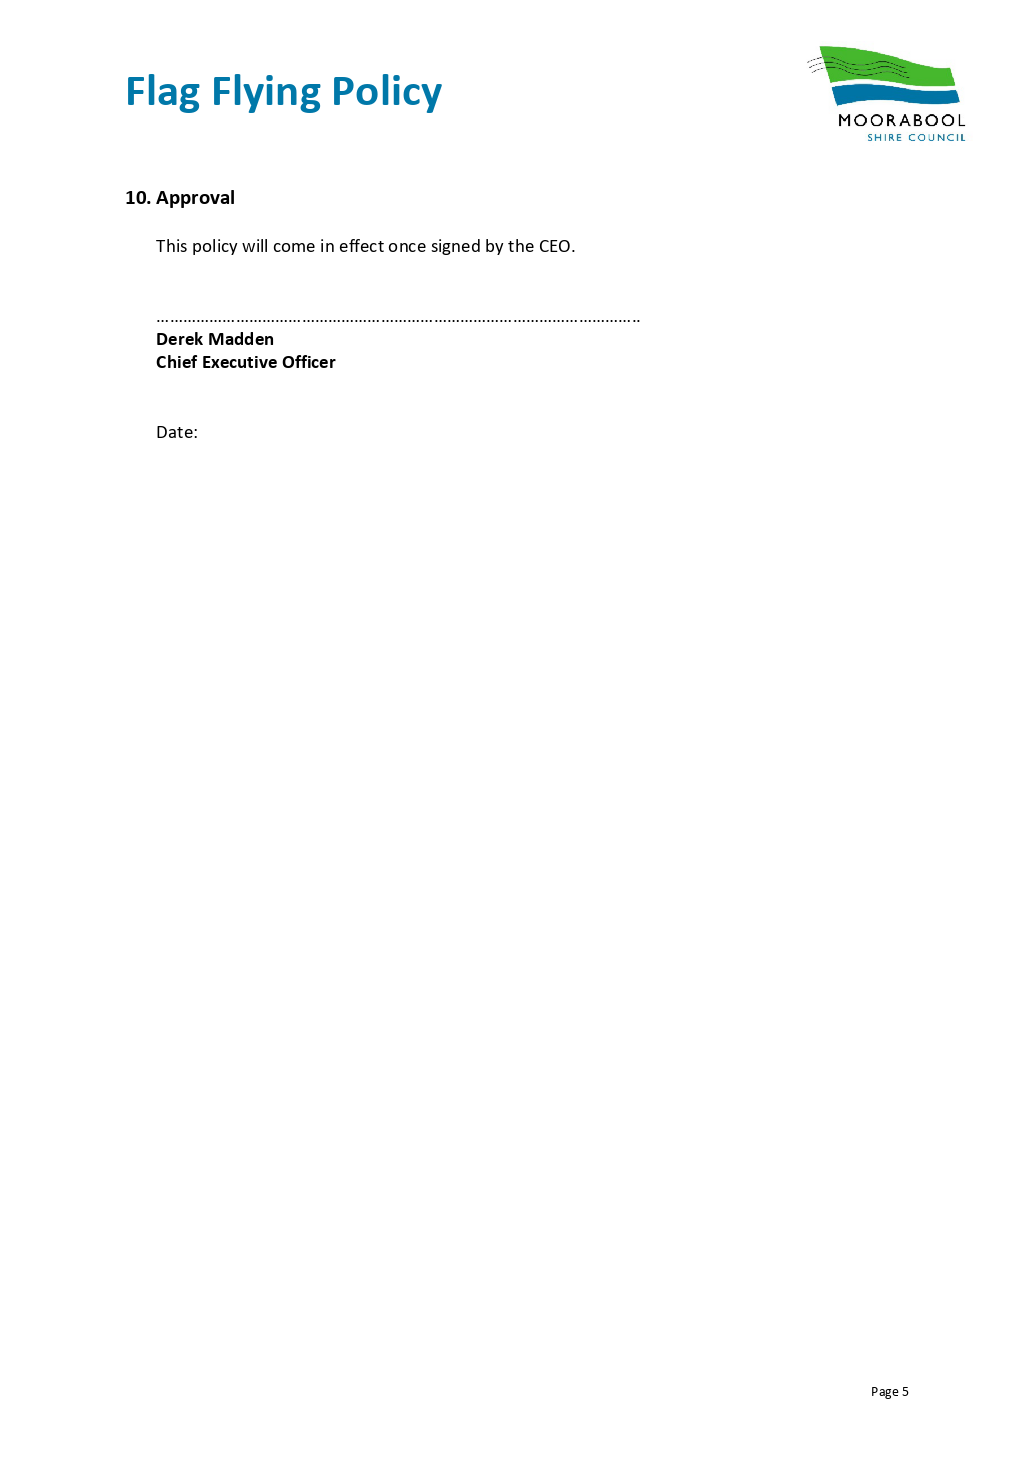 Flag Flying Policy
MOORABOOL
SHIRE COUNCIL
10. Approval
This policy will come in effect once signed by the CEO.
……………………………………………………………………………………………..
Derek Madden
Chief Executive Officer
Date:
Page 5